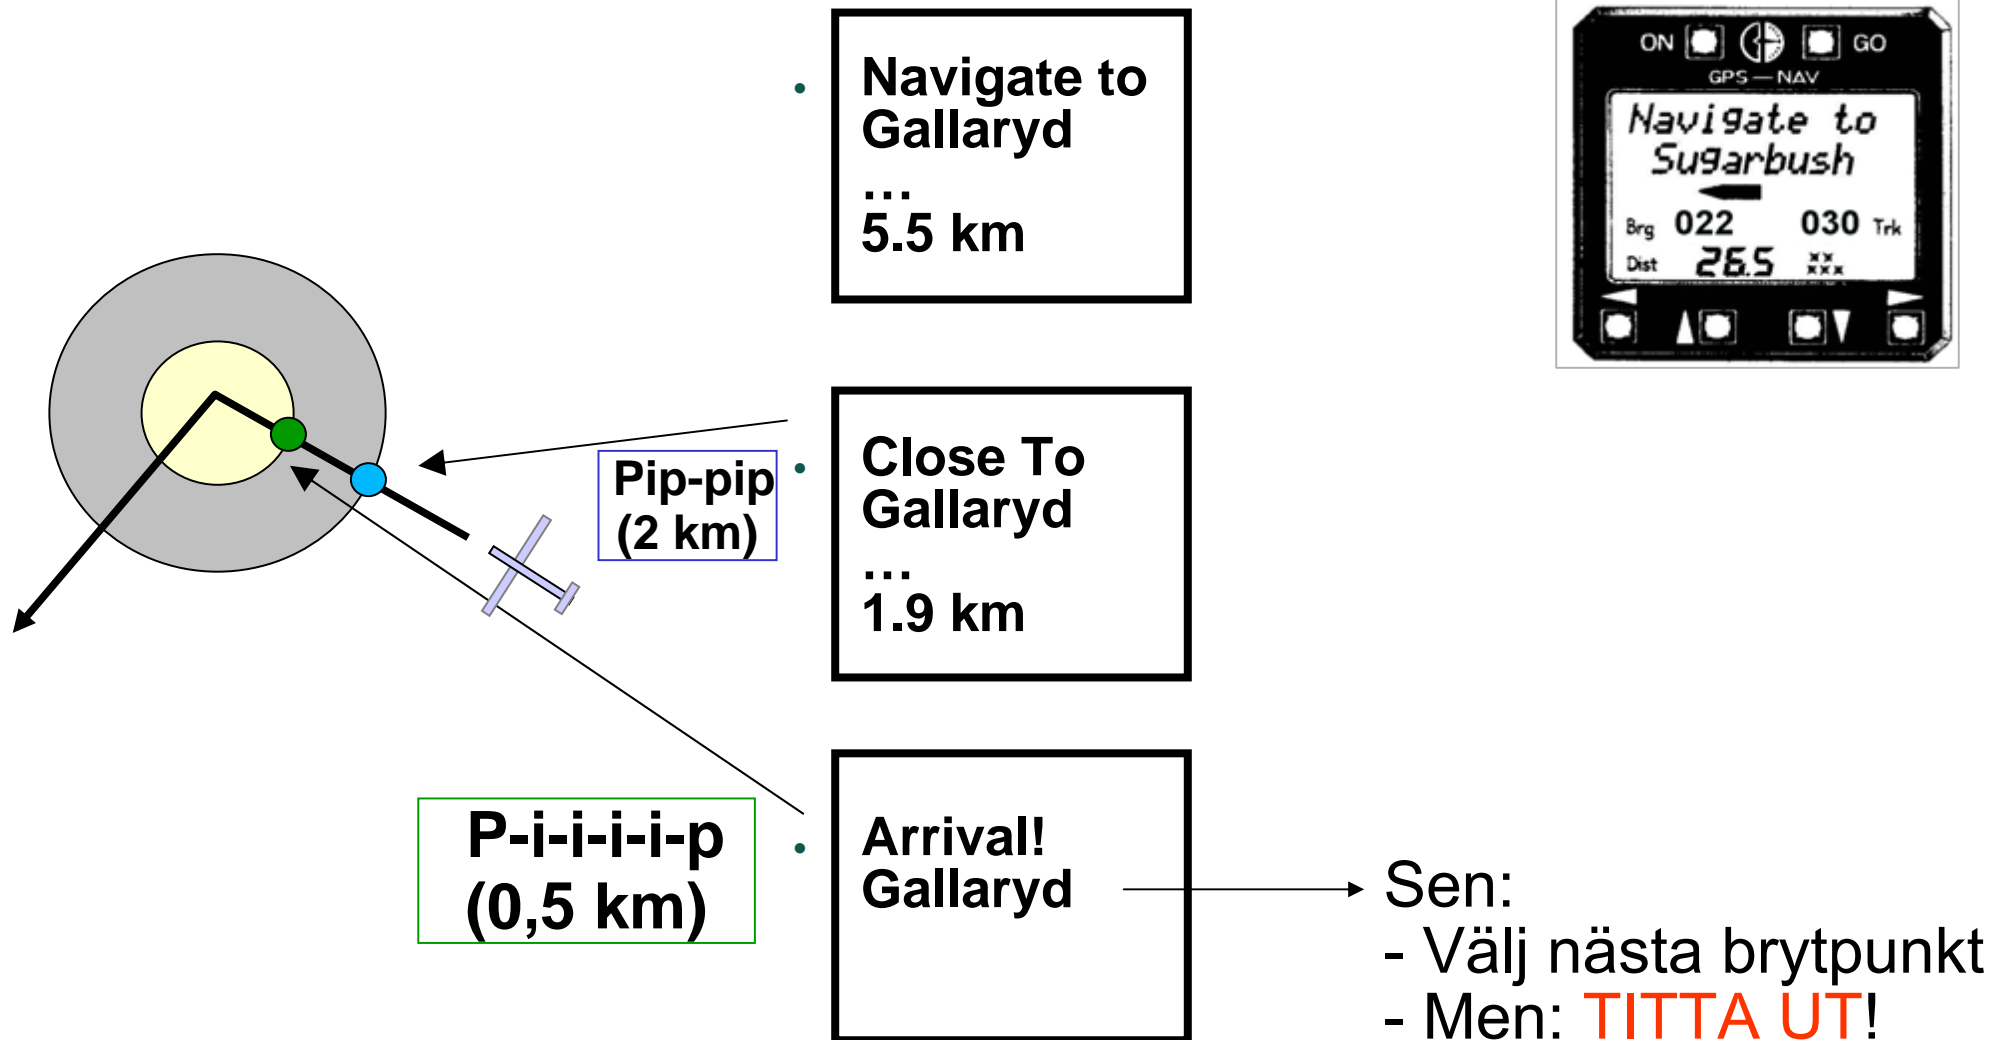 Navigate to
Gallaryd
…
5.5 km
ON GO
GPS — NAV
Navigate to
Sugarbush
Brg 022 030 Trk
Dist 26.5
Pip-pip
(2 km)
Close To
Gallaryd
…
1.9 km
P-i-i-i-i-p
(0,5 km)
Arrival!
Gallaryd
Sen:
- Välj nästa brytpunkt
- Men: TITTA UT!